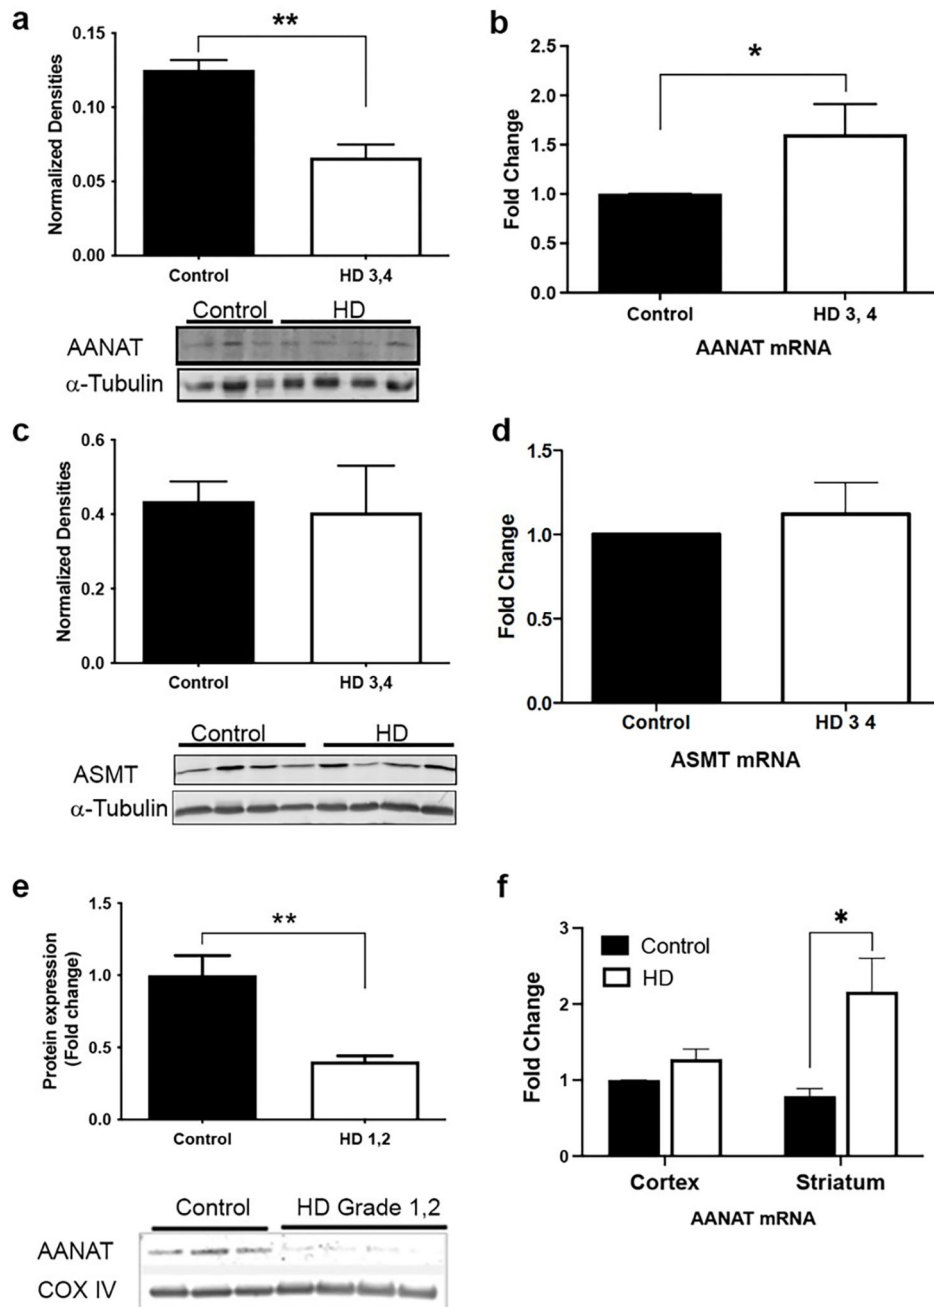 a
**
Normalized Densities
0.15
0.10
0.05
0.00
Control
HD 3,4
Control HD
AANAT
α-Tubulin
b
*
Fold Change
2.5
2.0
1.5
1.0
0.5
0.0
Control
HD 3, 4
AANAT mRNA
c
Normalized Densities
0.6
0.4
0.2
0.0
Control
HD 3,4
Control HD
ASMT
α-Tubulin
d
Fold Change
1.5
1.0
0.5
0.0
Control
HD 3 4
ASMT mRNA
e
**
Protein expression
(Fold change)
1.5
1.0
0.5
0.0
Control
HD 1,2
Control HD Grade 1,2
AANAT
COX IV
f
*
Control
HD
Fold Change
3
2
1
0
Cortex
Striatum
AANAT mRNA